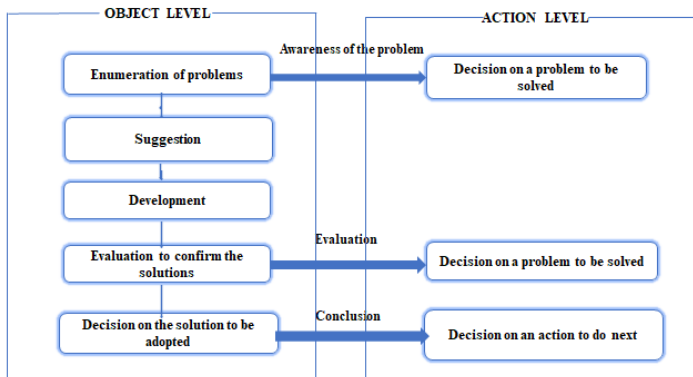 OBJECT LEVEL
ACTION LEVEL
Awareness of the problem
Enumeration of problems
Decision on a problem to be
solved
Suggestion
Development
Evaluation
Evaluation to confirm the
solutions
Decision on a problem to be solved
Conclusion
Decision on the solution to be
adopted
Decision on an action to do next